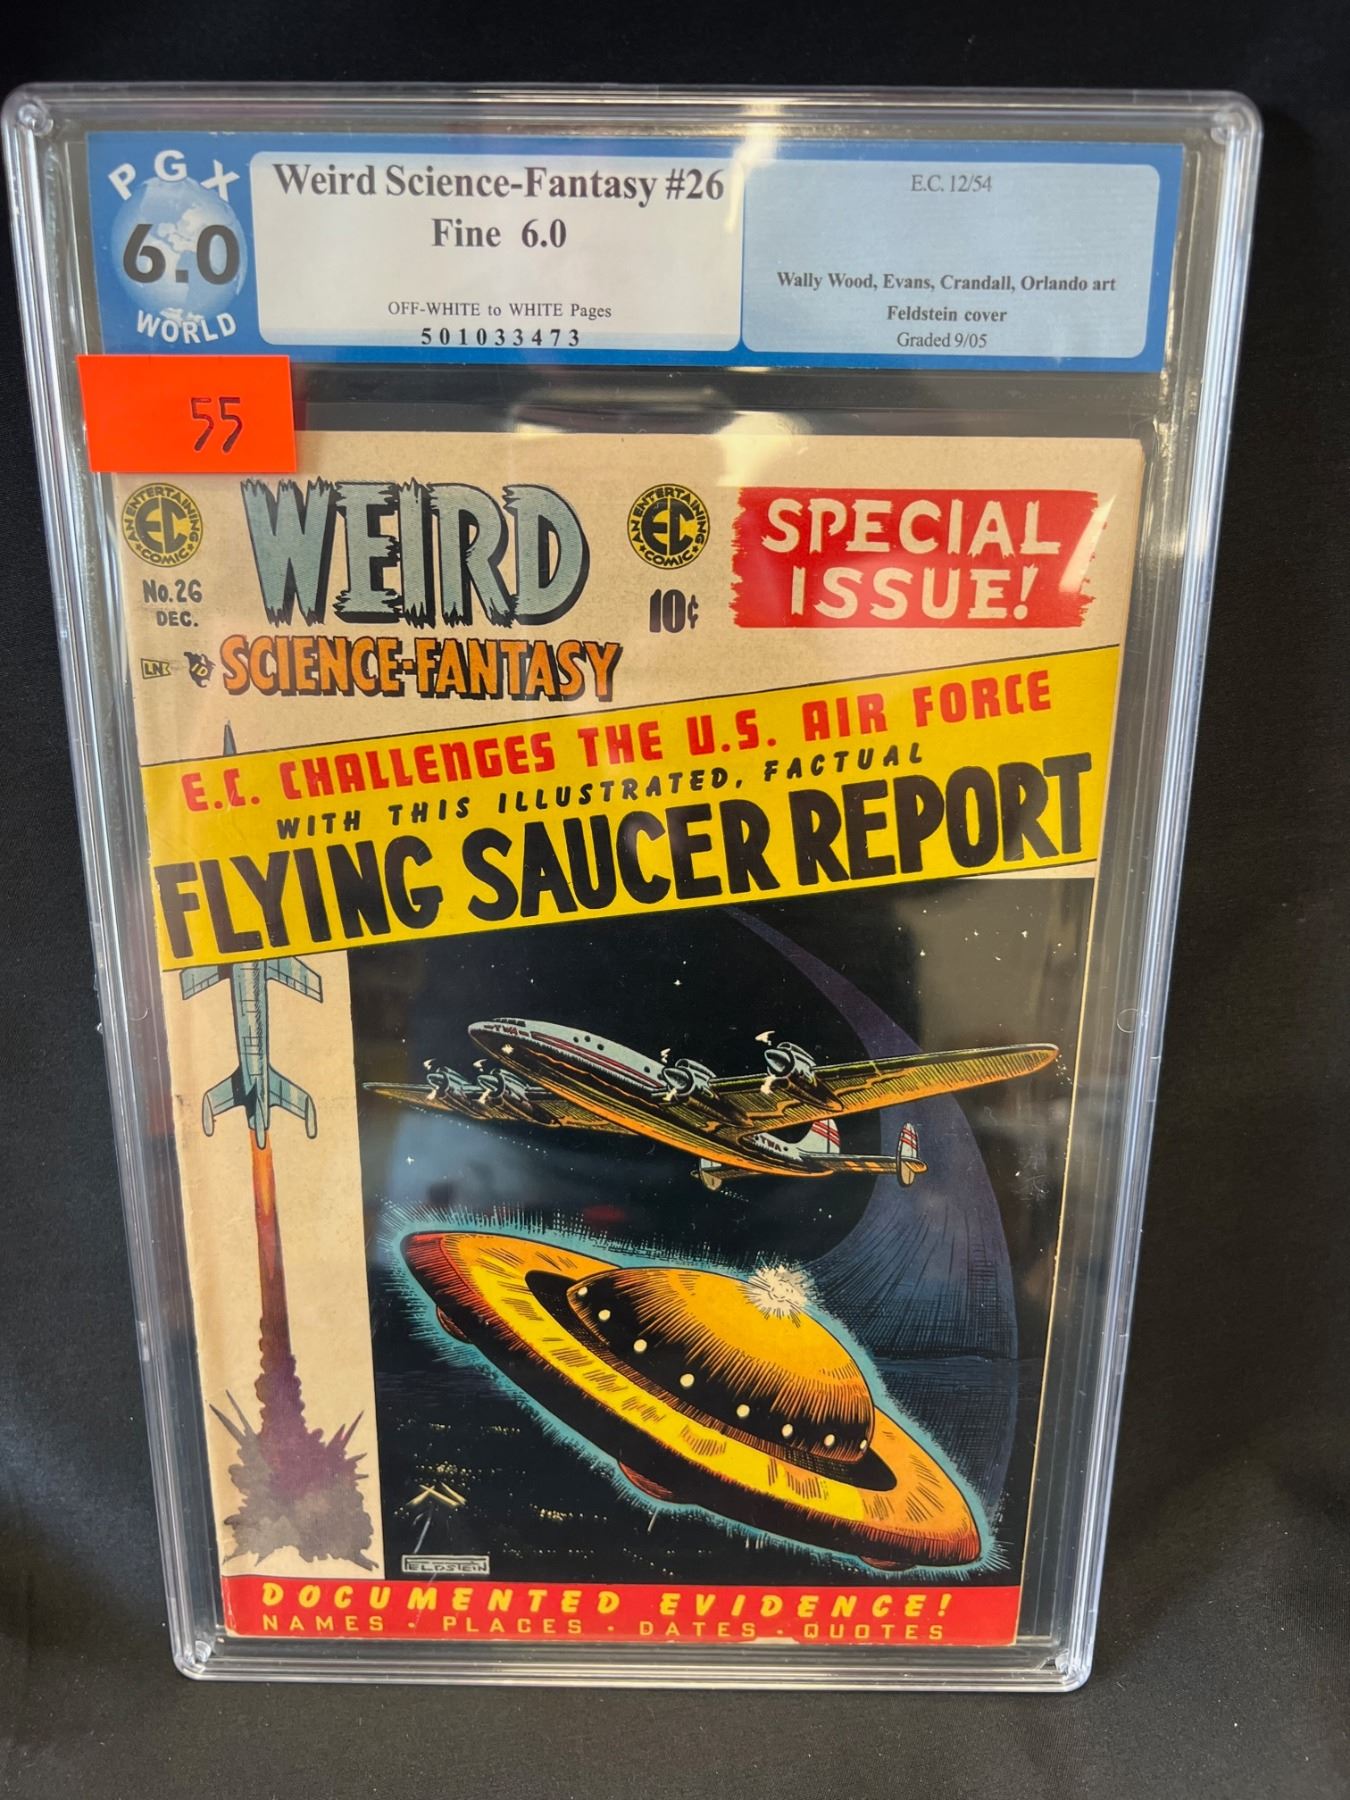 PGX
6.0
WORLD
Weird Science-Fantasy #26
Fine 6.0
OFF-WHITE to WHITE Pages
501033473
E.C. 12/54
Wally Wood, Evans, Crandall, Orlando art
Feldstein cover
Graded 9/05
55
AN ENTERTAINING
EC
COMIC
No. 26
DEC.
WEIRD
SCIENCE-FANTASY
AN ENTERTAINING
EC
COMIC
10¢
SPECIAL
ISSUE!
E.C. CHALLENGES THE U.S. AIR FORCE
WITH THIS ILLUSTRATED, FACTUAL
FLYING SAUCER REPORT
TWA
TWA
FELDSTEIN
DOCUMENTED EVIDENCE!
NAMES · PLACES · DATES · QUOTES